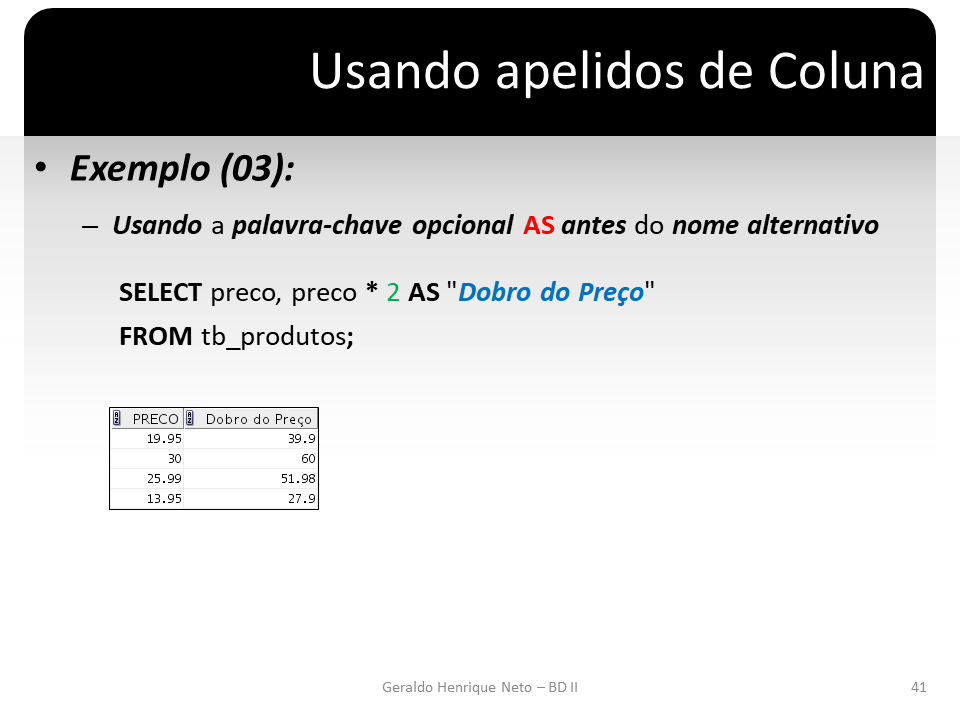 Usando apelidos de Coluna
• Exemplo (03):
– Usando a palavra-chave opcional AS antes do nome alternativo
SELECT preco, preco * 2 AS "Dobro do Preço"
FROM tb_produtos;
PRECO Dobro do Preço
19.95 39.9
30 60
25.99 51.98
13.95 27.9
Geraldo Henrique Neto – BD II 41